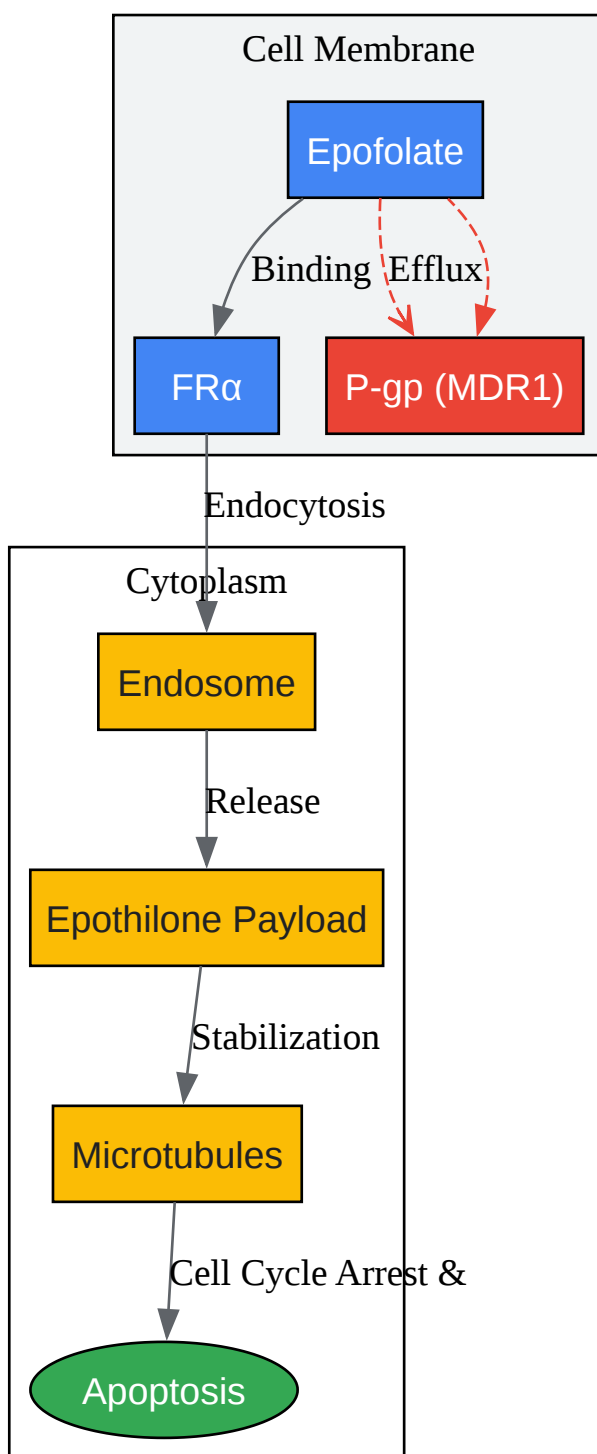 Cell Membrane
Epofolate
Binding
Efflux
FRα
P-gp (MDR1)
Endocytosis
Cytoplasm
Endosome
Release
Epothilone Payload
Stabilization
Microtubules
Cell Cycle Arrest &
Apoptosis